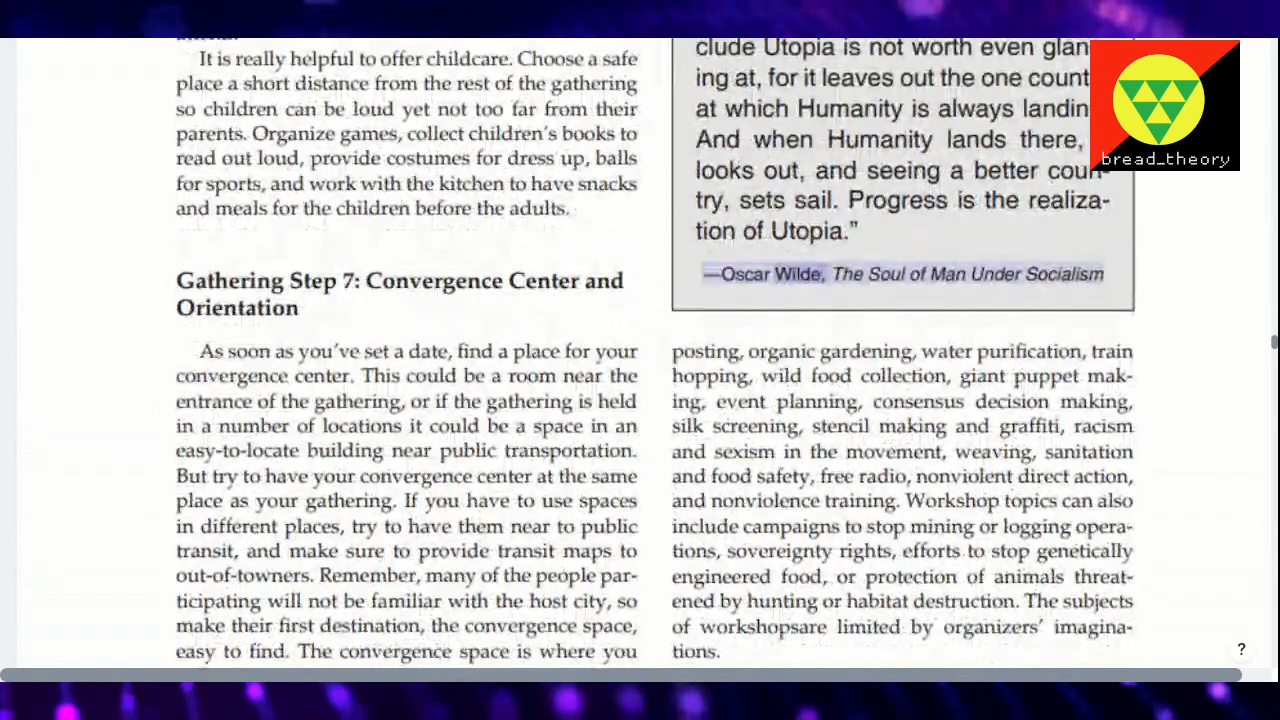 It is really helpful to offer childcare. Choose a safe
place a short distance from the rest of the gathering
so children can be loud yet not too far from their
parents. Organize games, collect children's books to
read out loud, provide costumes for dress up, balls
for sports, and work with the kitchen to have snacks
and meals for the children before the adults.
Gathering Step 7: Convergence Center and
Orientation
As soon as you've set a date, find a place for your
convergence center. This could be a room near the
entrance of the gathering, or if the gathering is held
in a number of locations it could be a space in an
easy-to-locate building near public transportation.
But try to have your convergence center at the same
place as your gathering. If you have to use spaces
in different places, try to have them near to public
transit, and make sure to provide transit maps to
out-of-towners. Remember, many of the people par-
ticipating will not be familiar with the host city, so
make their first destination, the convergence space,
easy to find. The convergence space is where you
clude Utopia is not worth even glan
ing at, for it leaves out the one count
at which Humanity is always landin
And when Humanity lands there,
looks out, and seeing a better coun-
try, sets sail. Progress is the realiza-
tion of Utopia."
—Oscar Wilde, The Soul of Man Under Socialism
posting, organic gardening, water purification, train
hopping, wild food collection, giant puppet mak-
ing, event planning, consensus decision making,
silk screening, stencil making and graffiti, racism
and sexism in the movement, weaving, sanitation
and food safety, free radio, nonviolent direct action,
and nonviolence training. Workshop topics can also
include campaigns to stop mining or logging opera-
tions, sovereignty rights, efforts to stop genetically
engineered food, or protection of animals threat-
ened by hunting or habitat destruction. The subjects
of workshopsare limited by organizers' imagina-
tions.
bread_theory
?